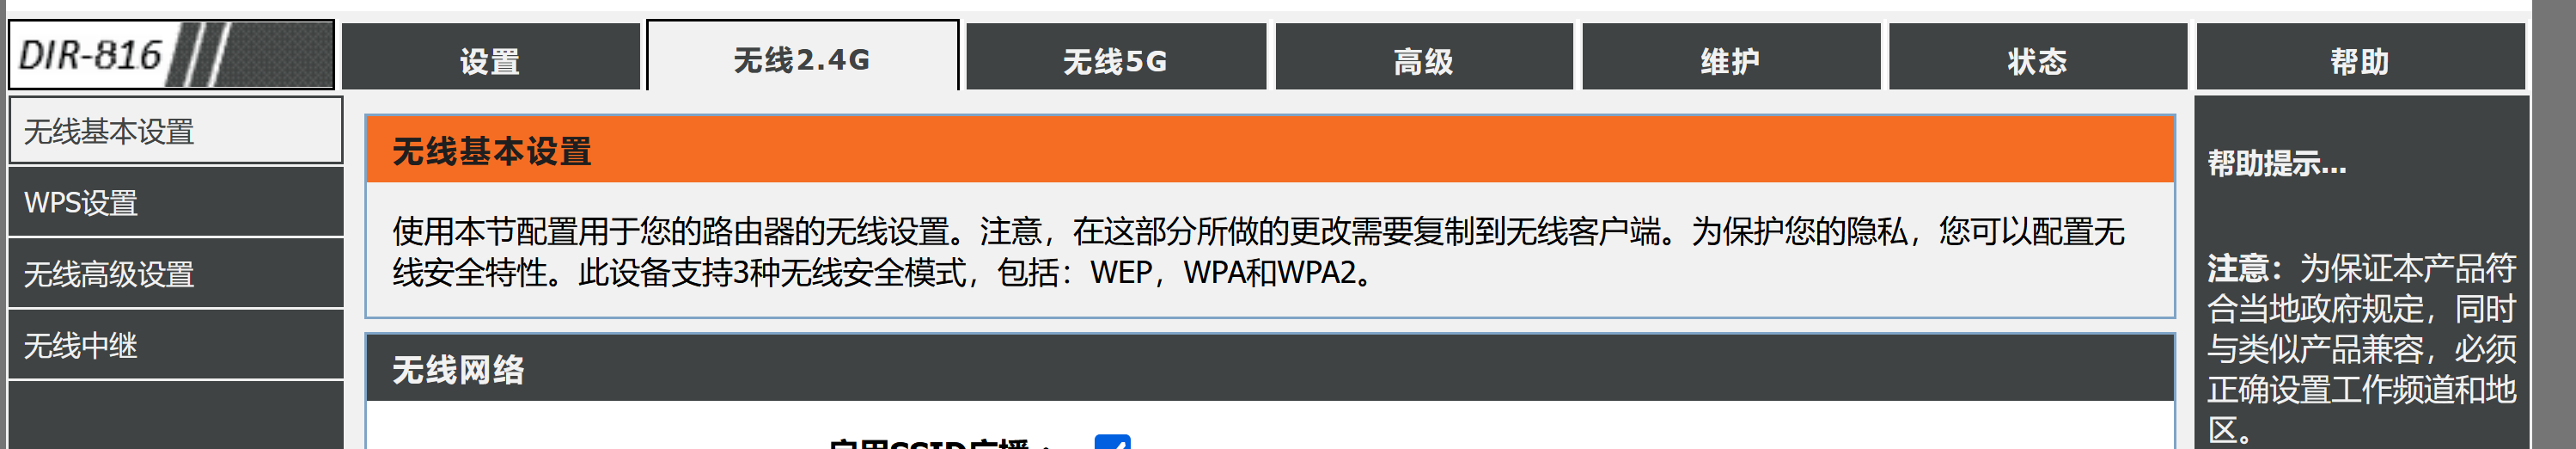 DIR-816
设置
无线2.4G
无线5G
高级
维护
状态
帮助
无线基本设置
WPS设置
无线高级设置
无线中继
无线基本设置
使用本节配置用于您的路由器的无线设置。注意，在这部分所做的更改需要复制到无线客户端。为保护您的隐私，您可以配置无
线安全特性。此设备支持3种无线安全模式，包括：WEP，WPA和WPA2。
无线网络
启用SSID广播：
帮助提示...
注意：为保证本产品符
合当地政府规定，同时
与类似产品兼容，必须
正确设置工作频道和地
区。